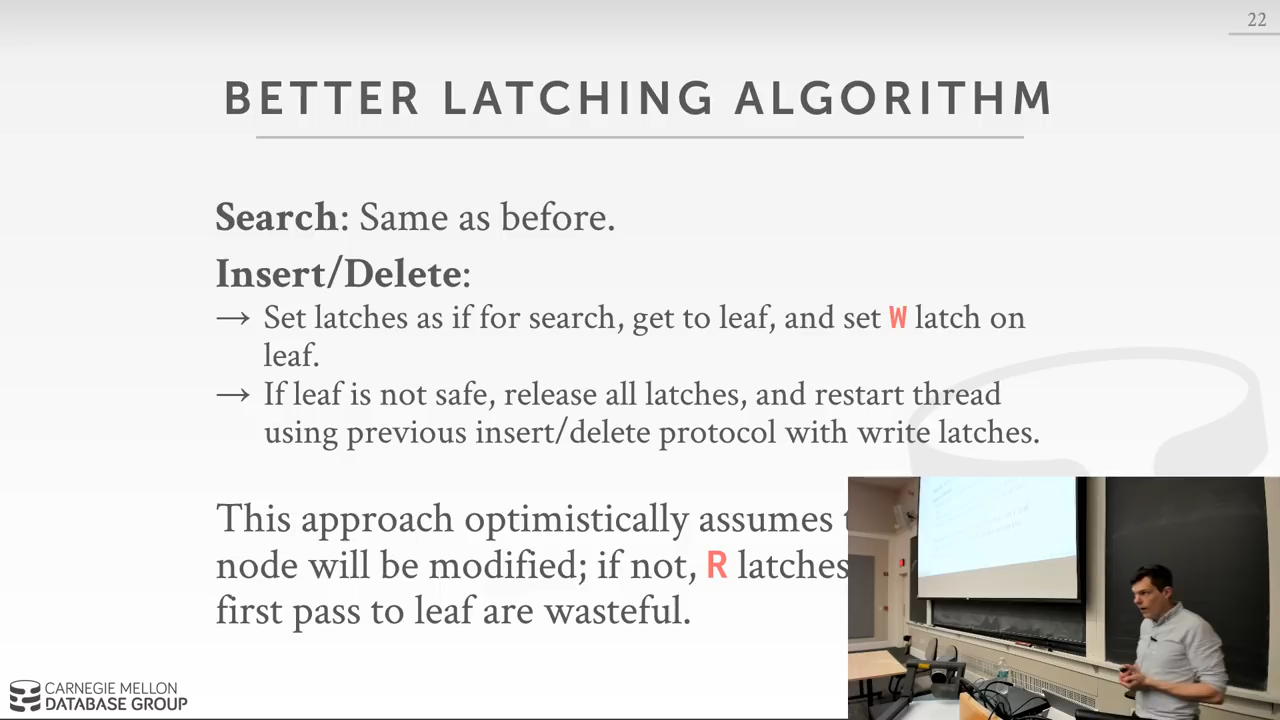 22
BETTER LATCHING ALGORITHM
Search: Same as before.
Insert/Delete:
→ Set latches as if for search, get to leaf, and set W latch on
leaf.
→ If leaf is not safe, release all latches, and restart thread
using previous insert/delete protocol with write latches.
This approach optimistically assumes
node will be modified; if not, R latches
first pass to leaf are wasteful.
CARNEGIE MELLON
DATABASE GROUP